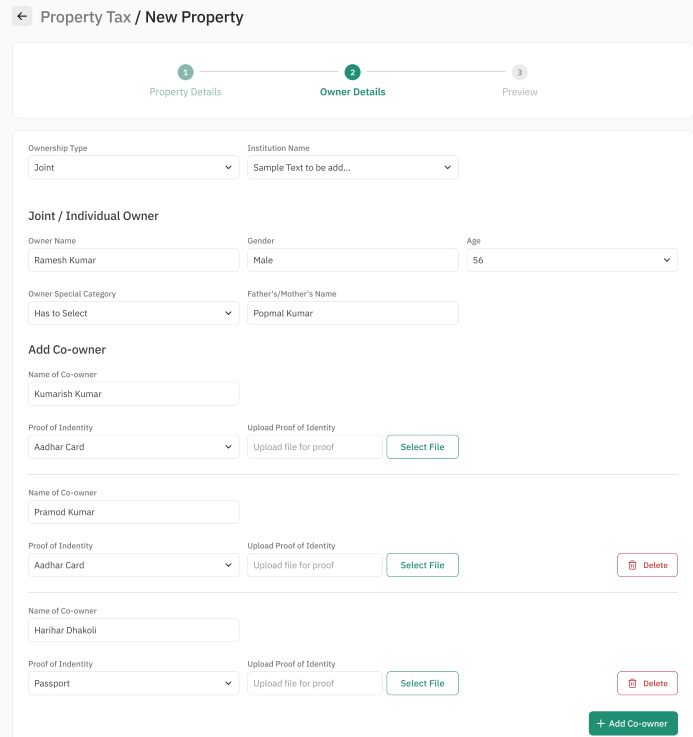 Property Tax / New Property
1 2 3
Property Details Owner Details Preview
Ownership Type Institution Name
Joint Sample Text to be add...
Joint / Individual Owner
Owner Name Gender Age
Ramesh Kumar Male 56
Owner Special Category Father's/Mother's Name
Has to Select Popmal Kumar
Add Co-owner
Name of Co-owner
Kumarish Kumar
Proof of Indentity Upload Proof of Identity
Aadhar Card Upload file for proof Select File
Name of Co-owner
Pramod Kumar
Proof of Indentity Upload Proof of Identity
Aadhar Card Upload file for proof Select File Delete
Name of Co-owner
Harihar Dhakoli
Proof of Indentity Upload Proof of Identity
Passport Upload file for proof Select File Delete
+ Add Co-owner